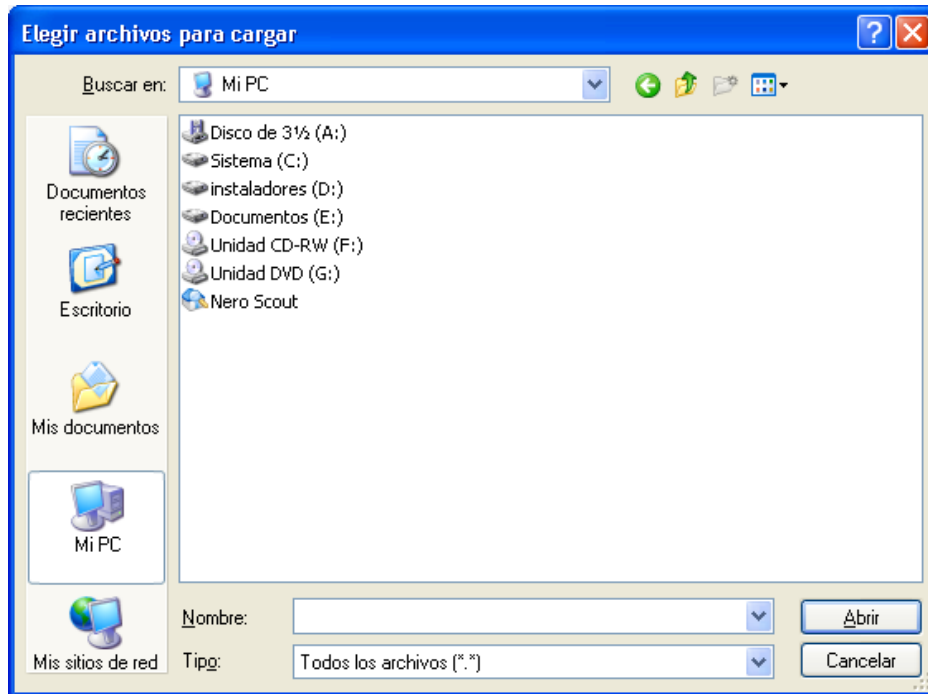 Elegir archivos para cargar
Buscar en:
Mi PC
Documentos
recientes
Escritorio
Mis documentos
Mi PC
Mis sitios de red
Disco de 3½ (A:)
Sistema (C:)
instaladores (D:)
Documentos (E:)
Unidad CD-RW (F:)
Unidad DVD (G:)
Nero Scout
Nombre:
Abrir
Tipo:
Todos los archivos (*.*)
Cancelar